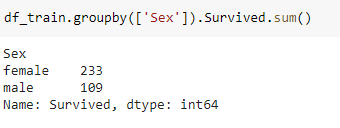 df_train.groupby(['Sex']).Survived.sum()
Sex
female    233
male      109
Name: Survived, dtype: int64